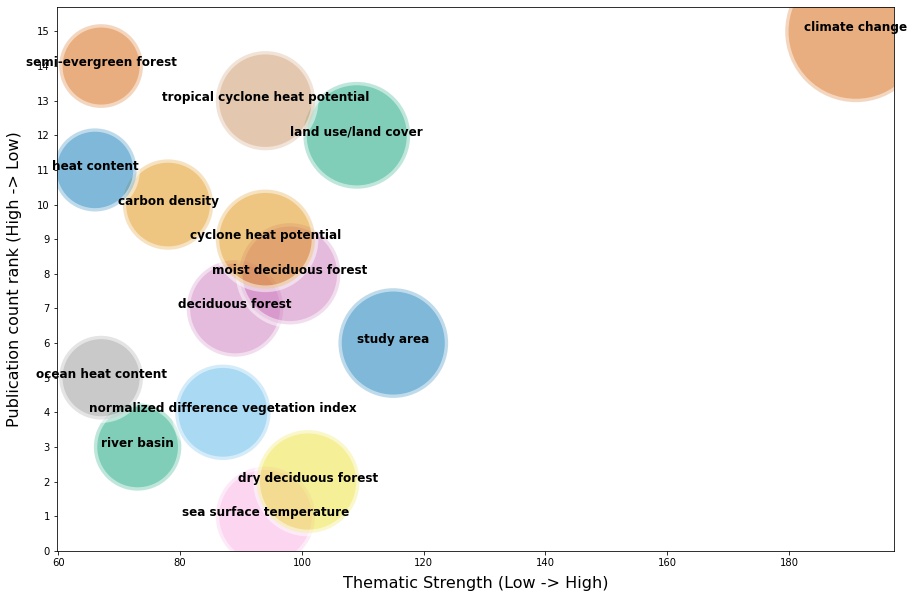 15
climate change
semi-evergreen forest
14
13
tropical cyclone heat potential
12
land use/land cover
11
heat content
10
carbon density
9
cyclone heat potential
8
moist deciduous forest
7
deciduous forest
6
study area
5
ocean heat content
4
normalized difference vegetation index
3
river basin
2
dry deciduous forest
1
sea surface temperature
0
60 80 100 120 140 160 180
Thematic Strength (Low -> High)
Publication count rank (High -> Low)